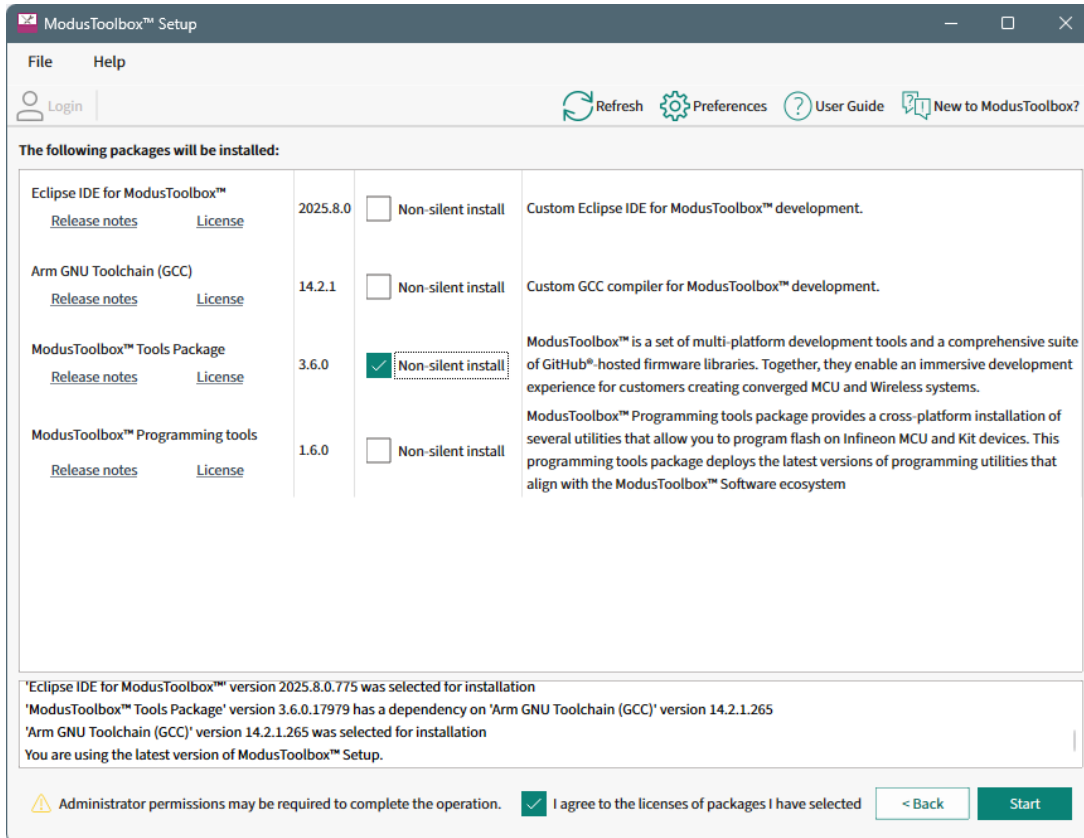 ModusToolbox™ Setup
File Help
Login Refresh Preferences User Guide New to ModusToolbox?
The following packages will be installed:
Eclipse IDE for ModusToolbox™
Release notes License
2025.8.0
Non-silent install
Custom Eclipse IDE for ModusToolbox™ development.
Arm GNU Toolchain (GCC)
Release notes License
14.2.1
Non-silent install
Custom GCC compiler for ModusToolbox™ development.
ModusToolbox™ Tools Package
Release notes License
3.6.0
Non-silent install
ModusToolbox™ is a set of multi-platform development tools and a comprehensive suite
of GitHub®-hosted firmware libraries. Together, they enable an immersive development
experience for customers creating converged MCU and Wireless systems.
ModusToolbox™ Programming tools
Release notes License
1.6.0
Non-silent install
ModusToolbox™ Programming tools package provides a cross-platform installation of
several utilities that allow you to program flash on Infineon MCU and Kit devices. This
programming tools package deploys the latest versions of programming utilities that
align with the ModusToolbox™ Software ecosystem
'Eclipse IDE for ModusToolbox™' version 2025.8.0.775 was selected for installation
'ModusToolbox™ Tools Package' version 3.6.0.17979 has a dependency on 'Arm GNU Toolchain (GCC)' version 14.2.1.265
'Arm GNU Toolchain (GCC)' version 14.2.1.265 was selected for installation
You are using the latest version of ModusToolbox™ Setup.
Administrator permissions may be required to complete the operation. I agree to the licenses of packages I have selected < Back Start